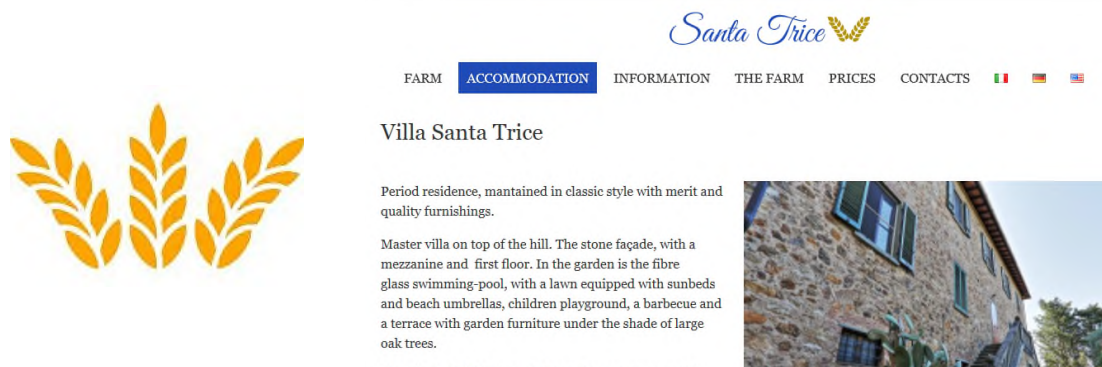 Santa Trice
FARM ACCOMMODATION INFORMATION THE FARM PRICES CONTACTS
Villa Santa Trice
Period residence, mantained in classic style with merit and
quality furnishings.
Master villa on top of the hill. The stone façade, with a
mezzanine and first floor. In the garden is the fibre
glass swimming-pool, with a lawn equipped with sunbeds
and beach umbrellas, children playground, a barbecue and
a terrace with garden furniture under the shade of large
oak trees.